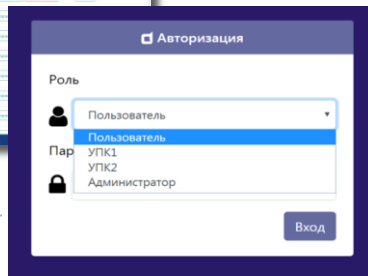 Авторизация
Роль
Пользователь
Пользователь
Пар
УПК1
УПК2
Администратор
Вход